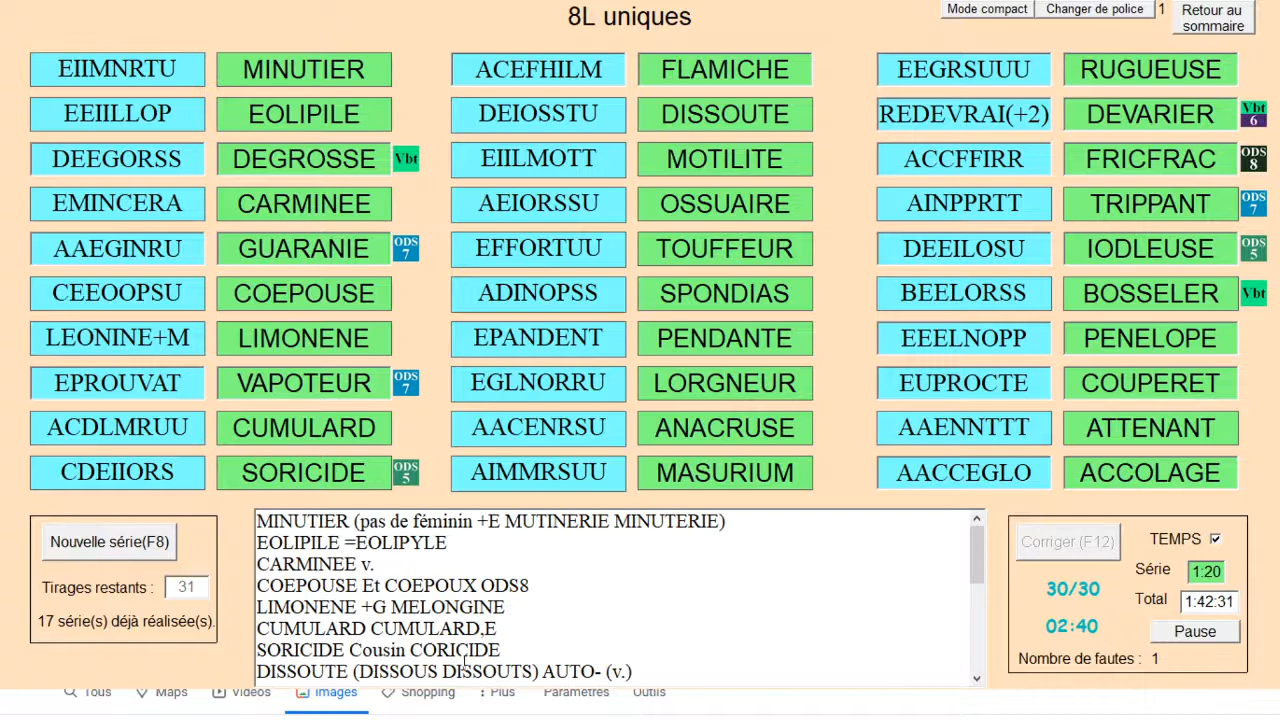 8L uniques
Mode compact Changer de police 1 Retour au sommaire
EIIMNRTU MINUTIER ACEFHILM FLAMICHE EEGRSUUU RUGUEUSE
EEIILLOP EOLIPILE DEIOSSTU DISSOUTE REDEVRAI(+2) DEVARIER Vbt 6
DEEGORSS DEGROSSE Vbt EIILMOTT MOTILITE ACCFFIRR FRICFRAC ODS 8
EMINCERA CARMINEE AEIORSSU OSSUAIRE AINPPRTT TRIPPANT ODS 7
AAEGINRU GUARANIE ODS 7 EFFORTUU TOUFFEUR DEEILOSU IODLEUSE ODS 5
CEEOOPSU COEPOUSE ADINOPSS SPONDIAS BEELORSS BOSSELER Vbt
LEONINE+M LIMONENE EPANDENT PENDANTE EEELNOPP PENELOPE
EPROUVAT VAPOTEUR ODS 7 EGLNORRU LORGNEUR EUPROCTE COUPERET
ACDLMRUU CUMULARD AACENRSU ANACRUSE AAENNTTT ATTENANT
CDEIIORS SORICIDE ODS 5 AIMMRSUU MASURIUM AACCEGLO ACCOLAGE
Nouvelle série(F8)
Tirages restants : 31
17 série(s) déjà réalisée(s).
MINUTIER (pas de féminin +E MUTINERIE MINUTERIE)
EOLIPILE =EOLIPYLE
CARMINEE v.
COEPOUSE Et COEPOUX ODS8
LIMONENE +G MELONGINE
CUMULARD CUMULARD,E
SORICIDE Cousin CORICIDE
DISSOUTE (DISSOUS DISSOUTS) AUTO- (v.)
Corriger (F12) TEMPS
Série 1:20
30/30
Total 1:42:31
02:40
Pause
Nombre de fautes : 1
Tous Maps Vidéos Images Shopping Plus Paramètres Outils